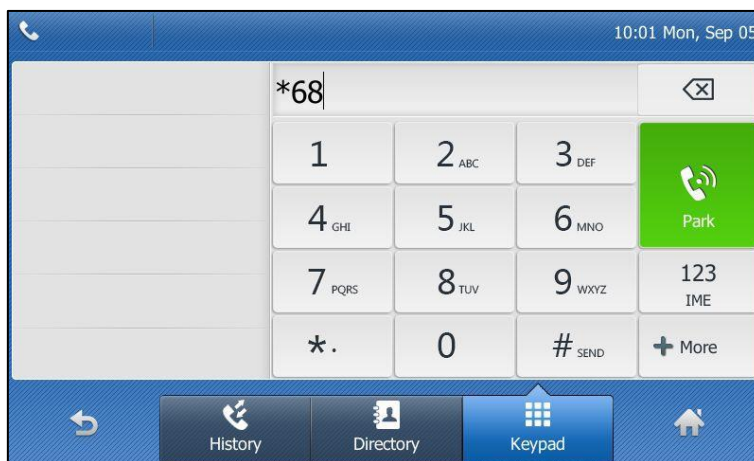 10:01 Mon, Sep 05
*68
1
2 ABC
3 DEF
Park
4 GHI
5 JKL
6 MNO
7 PQRS
8 TUV
9 WXYZ
123
IME
*.
0
# SEND
+ More
History
Directory
Keypad